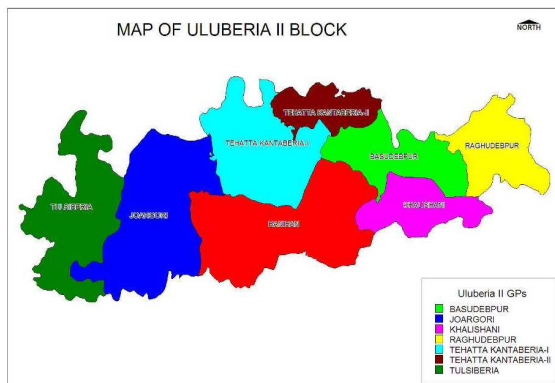 MAP OF ULUBERIA II BLOCK
NORTH
TEHATTA KANTABERIA-II
TEHATTA KANTABERIA-I
RAGHUDEBPUR
BASUDEBPUR
TULSIBERIA
KHALISHANI
JOARGORI
BANIBAN
Uluberia II GPs
BASUDEBPUR
JOARGORI
KHALISHANI
RAGHUDEBPUR
TEHATTA KANTABERIA-I
TEHATTA KANTABERIA-II
TULSIBERIA